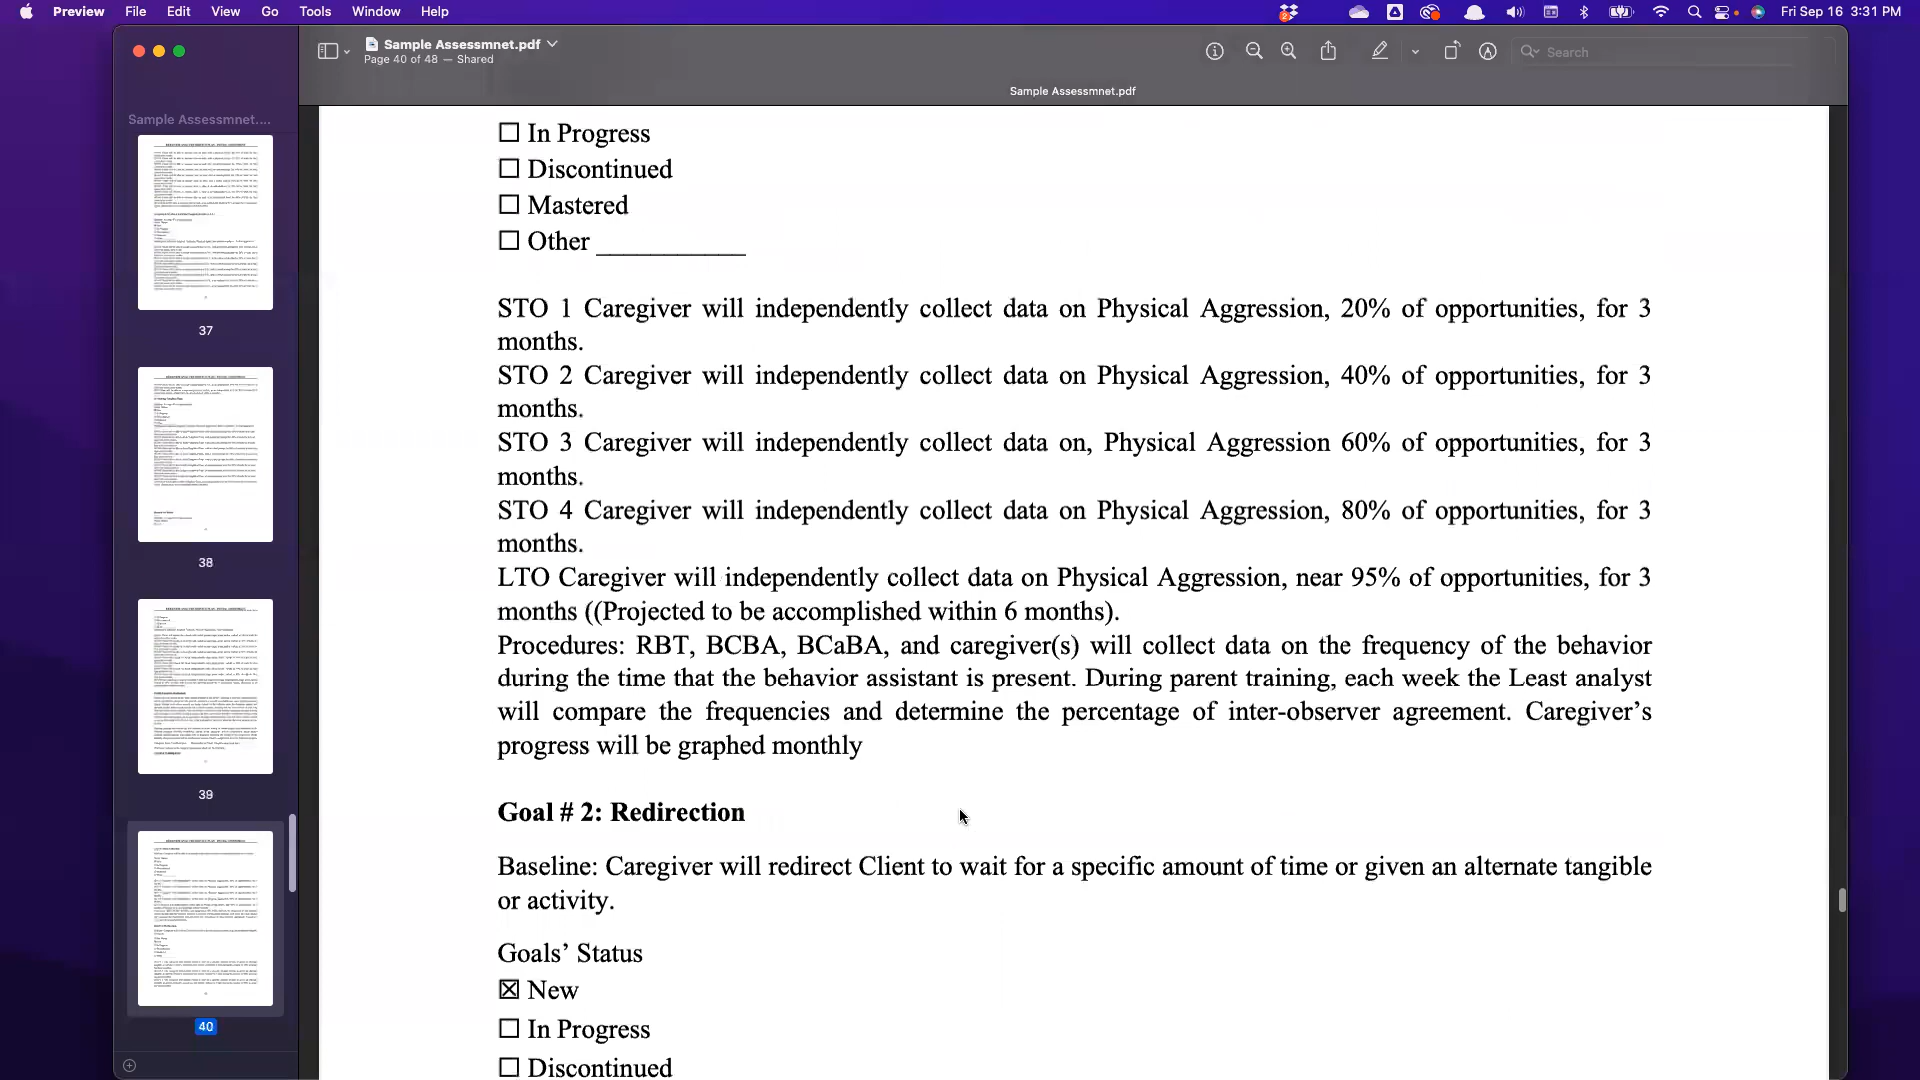 Preview File Edit View Go Tools Window Help
2
Fri Sep 16 3:31 PM
Sample Assessmnet.pdf
Page 40 of 48 — Shared
Search
Sample Assessmnet.pdf
Sample Assessmnet....
37
38
39
40
☐ In Progress
☐ Discontinued
☐ Mastered
☐ Other ___________
STO 1 Caregiver will independently collect data on Physical Aggression, 20% of opportunities, for 3
months.
STO 2 Caregiver will independently collect data on Physical Aggression, 40% of opportunities, for 3
months.
STO 3 Caregiver will independently collect data on, Physical Aggression 60% of opportunities, for 3
months.
STO 4 Caregiver will independently collect data on Physical Aggression, 80% of opportunities, for 3
months.
LTO Caregiver will independently collect data on Physical Aggression, near 95% of opportunities, for 3
months ((Projected to be accomplished within 6 months).
Procedures: RBT, BCBA, BCaBA, and caregiver(s) will collect data on the frequency of the behavior
during the time that the behavior assistant is present. During parent training, each week the Least analyst
will compare the frequencies and determine the percentage of inter-observer agreement. Caregiver’s
progress will be graphed monthly
Goal # 2: Redirection
Baseline: Caregiver will redirect Client to wait for a specific amount of time or given an alternate tangible
or activity.
Goals’ Status
☒ New
☐ In Progress
☐ Discontinued